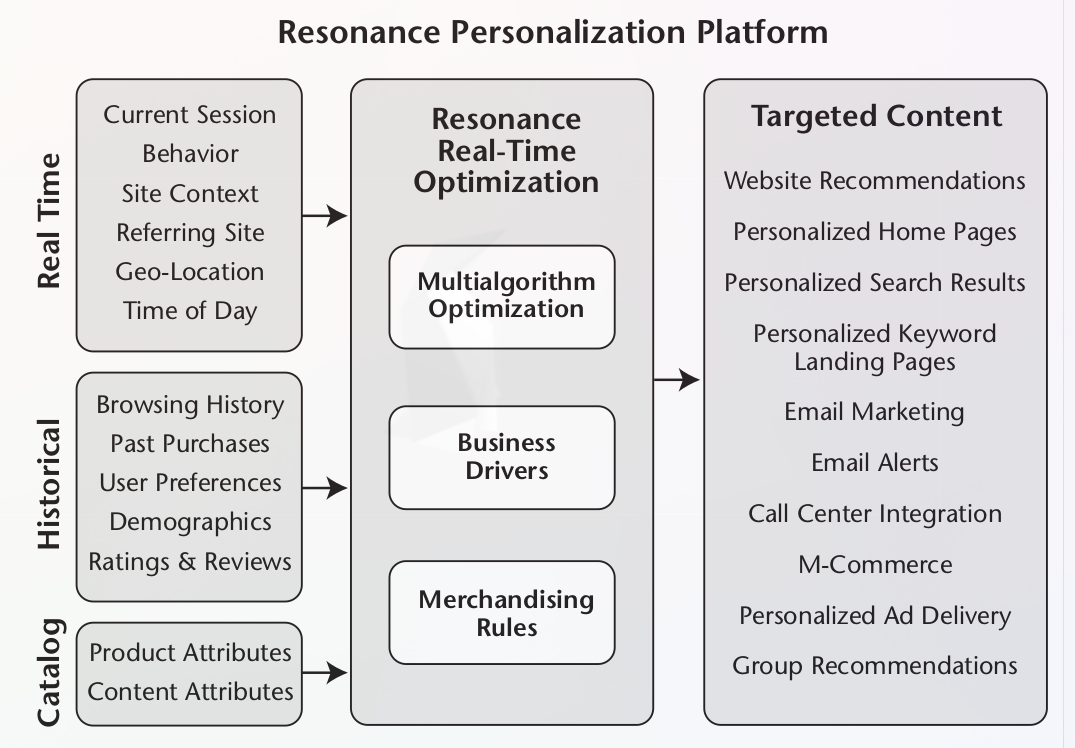 Resonance Personalization Platform
Real Time
Current Session
Behavior
Site Context
Referring Site
Geo-Location
Time of Day
Historical
Browsing History
Past Purchases
User Preferences
Demographics
Ratings & Reviews
Catalog
Product Attributes
Content Attributes
Resonance
Real-Time
Optimization
Multialgorithm
Optimization
Business
Drivers
Merchandising
Rules
Targeted Content
Website Recommendations
Personalized Home Pages
Personalized Search Results
Personalized Keyword
Landing Pages
Email Marketing
Email Alerts
Call Center Integration
M-Commerce
Personalized Ad Delivery
Group Recommendations